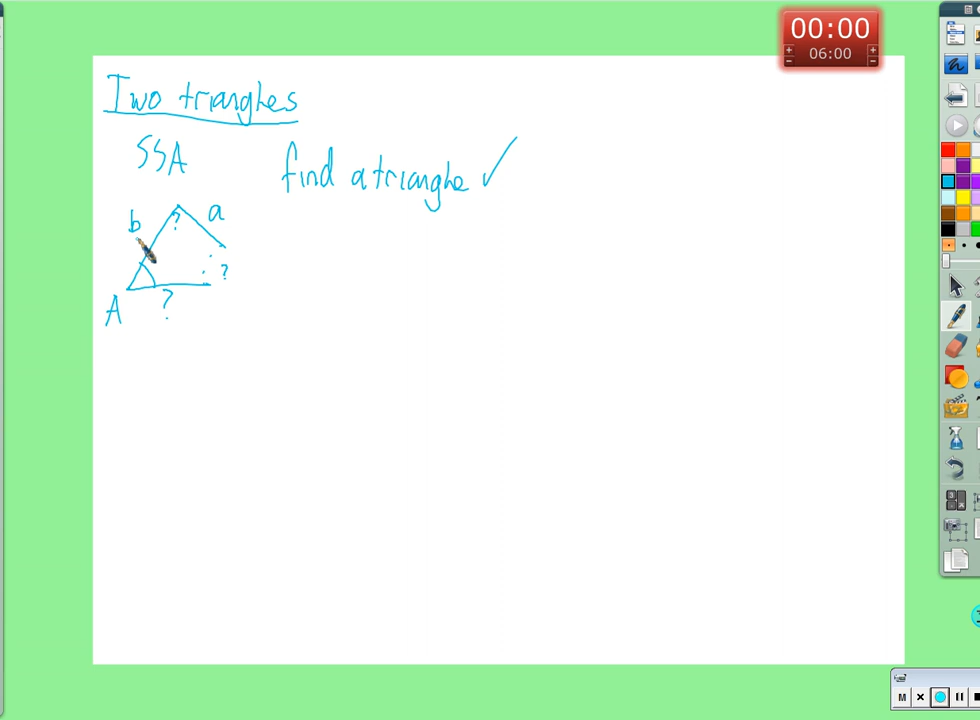 00:00
06:00
Two triangles
SSA
find a triangle ✓
b
?
a
?
A
?
M